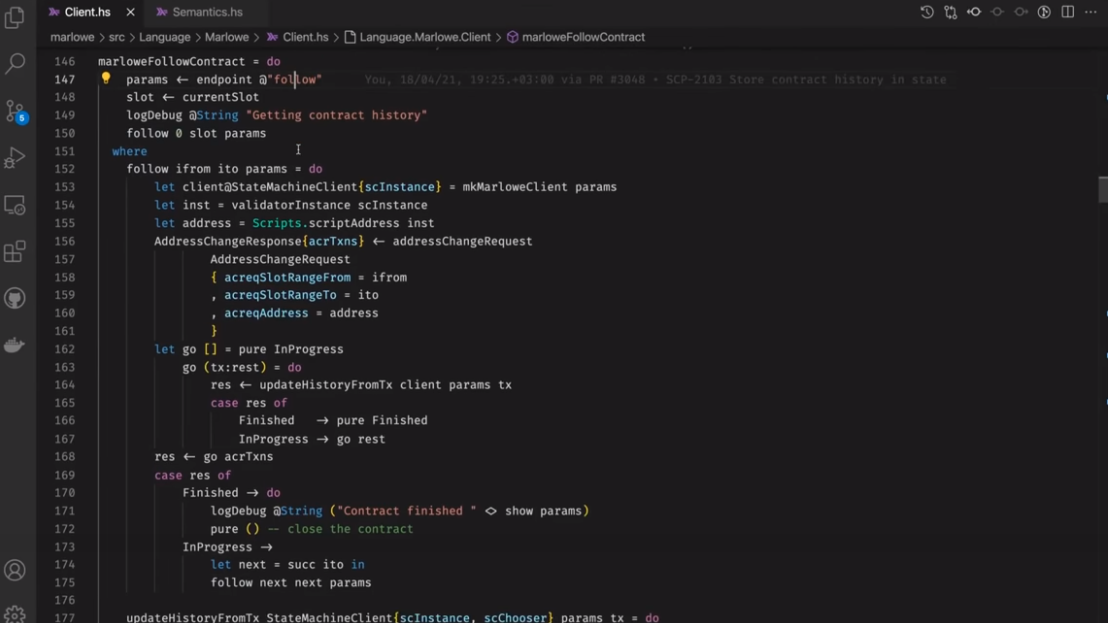 Client.hs
Semantics.hs
marlowe > src > Language > Marlowe > Client.hs > Language.Marlowe.Client > marloweFollowContract
146 marloweFollowContract = do
147 params ← endpoint @"follow" You, 18/04/21, 19:25,+03:00 via PR #3048 • SCP-2103 Store contract history in state
148 slot ← currentSlot
149 logDebug @String "Getting contract history"
150 follow 0 slot params
151 where
152 follow ifrom ito params = do
153 let client@StateMachineClient{scInstance} = mkMarloweClient params
154 let inst = validatorInstance scInstance
155 let address = Scripts.scriptAddress inst
156 AddressChangeResponse{acrTxns} ← addressChangeRequest
157 AddressChangeRequest
158 { acreqSlotRangeFrom = ifrom
159 , acreqSlotRangeTo = ito
160 , acreqAddress = address
161 }
162 let go [] = pure InProgress
163 go (tx:rest) = do
164 res ← updateHistoryFromTx client params tx
165 case res of
166 Finished → pure Finished
167 InProgress → go rest
168 res ← go acrTxns
169 case res of
170 Finished → do
171 logDebug @String ("Contract finished " <> show params)
172 pure () -- close the contract
173 InProgress →
174 let next = succ ito in
175 follow next next params
176
177 updateHistoryFromTx StateMachineClient{scInstance, scChooser} params tx = do
5